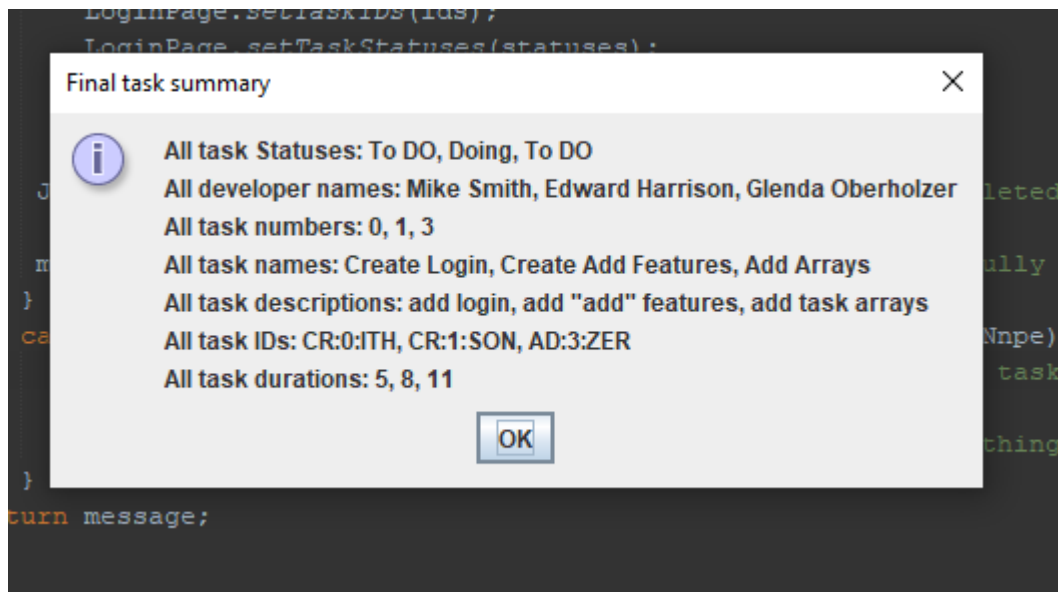 LoginPage.setTaskIDs(ids);
LoginPage.setTaskStatuses(statuses);
Final task summary
All task Statuses: To DO, Doing, To DO
All developer names: Mike Smith, Edward Harrison, Glenda Oberholzer
All task numbers: 0, 1, 3
All task names: Create Login, Create Add Features, Add Arrays
All task descriptions: add login, add "add" features, add task arrays
All task IDs: CR:0:ITH, CR:1:SON, AD:3:ZER
All task durations: 5, 8, 11
OK
J
leted
m
ully
}
ca
Nnpe)
task
thing
}
turn message;